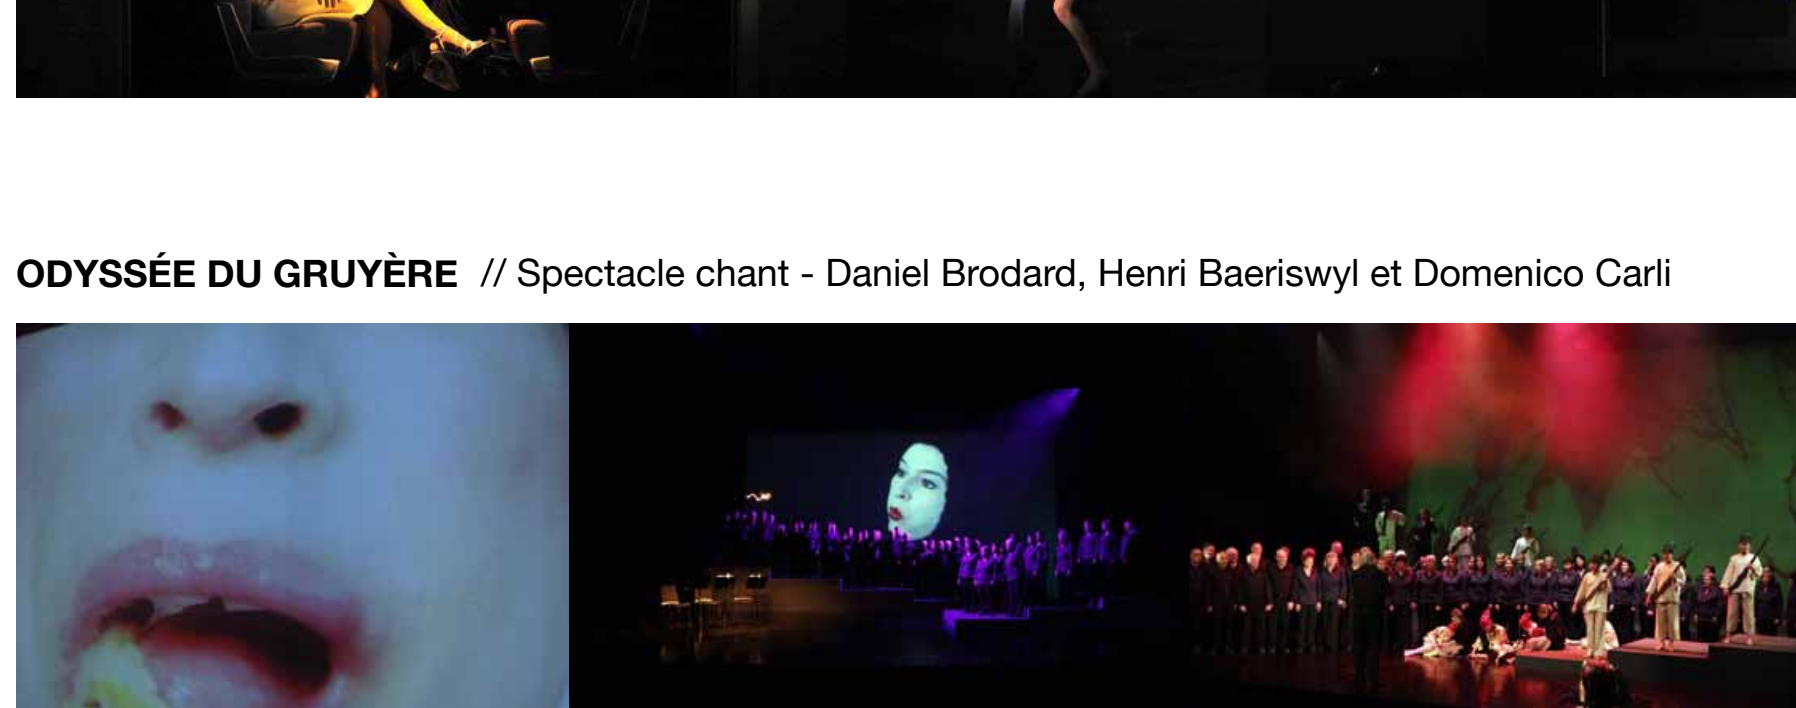 ODYSSÉE DU GRUYÈRE // Spectacle chant - Daniel Brodard, Henri Baeriswyl et Domenico Carli